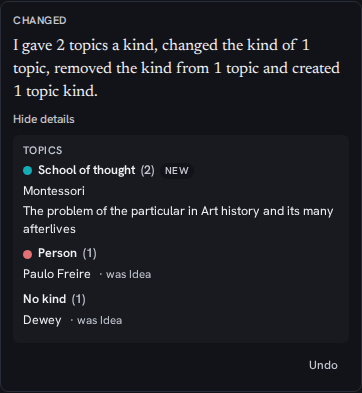 CHANGED
I gave 2 topics a kind, changed the kind of 1
topic, removed the kind from 1 topic and created
1 topic kind.
Hide details
TOPICS
School of thought (2) NEW
Montessori
The problem of the particular in Art history and its many
afterlives
Person (1)
Paulo Freire · was Idea
No kind (1)
Dewey · was Idea
Undo